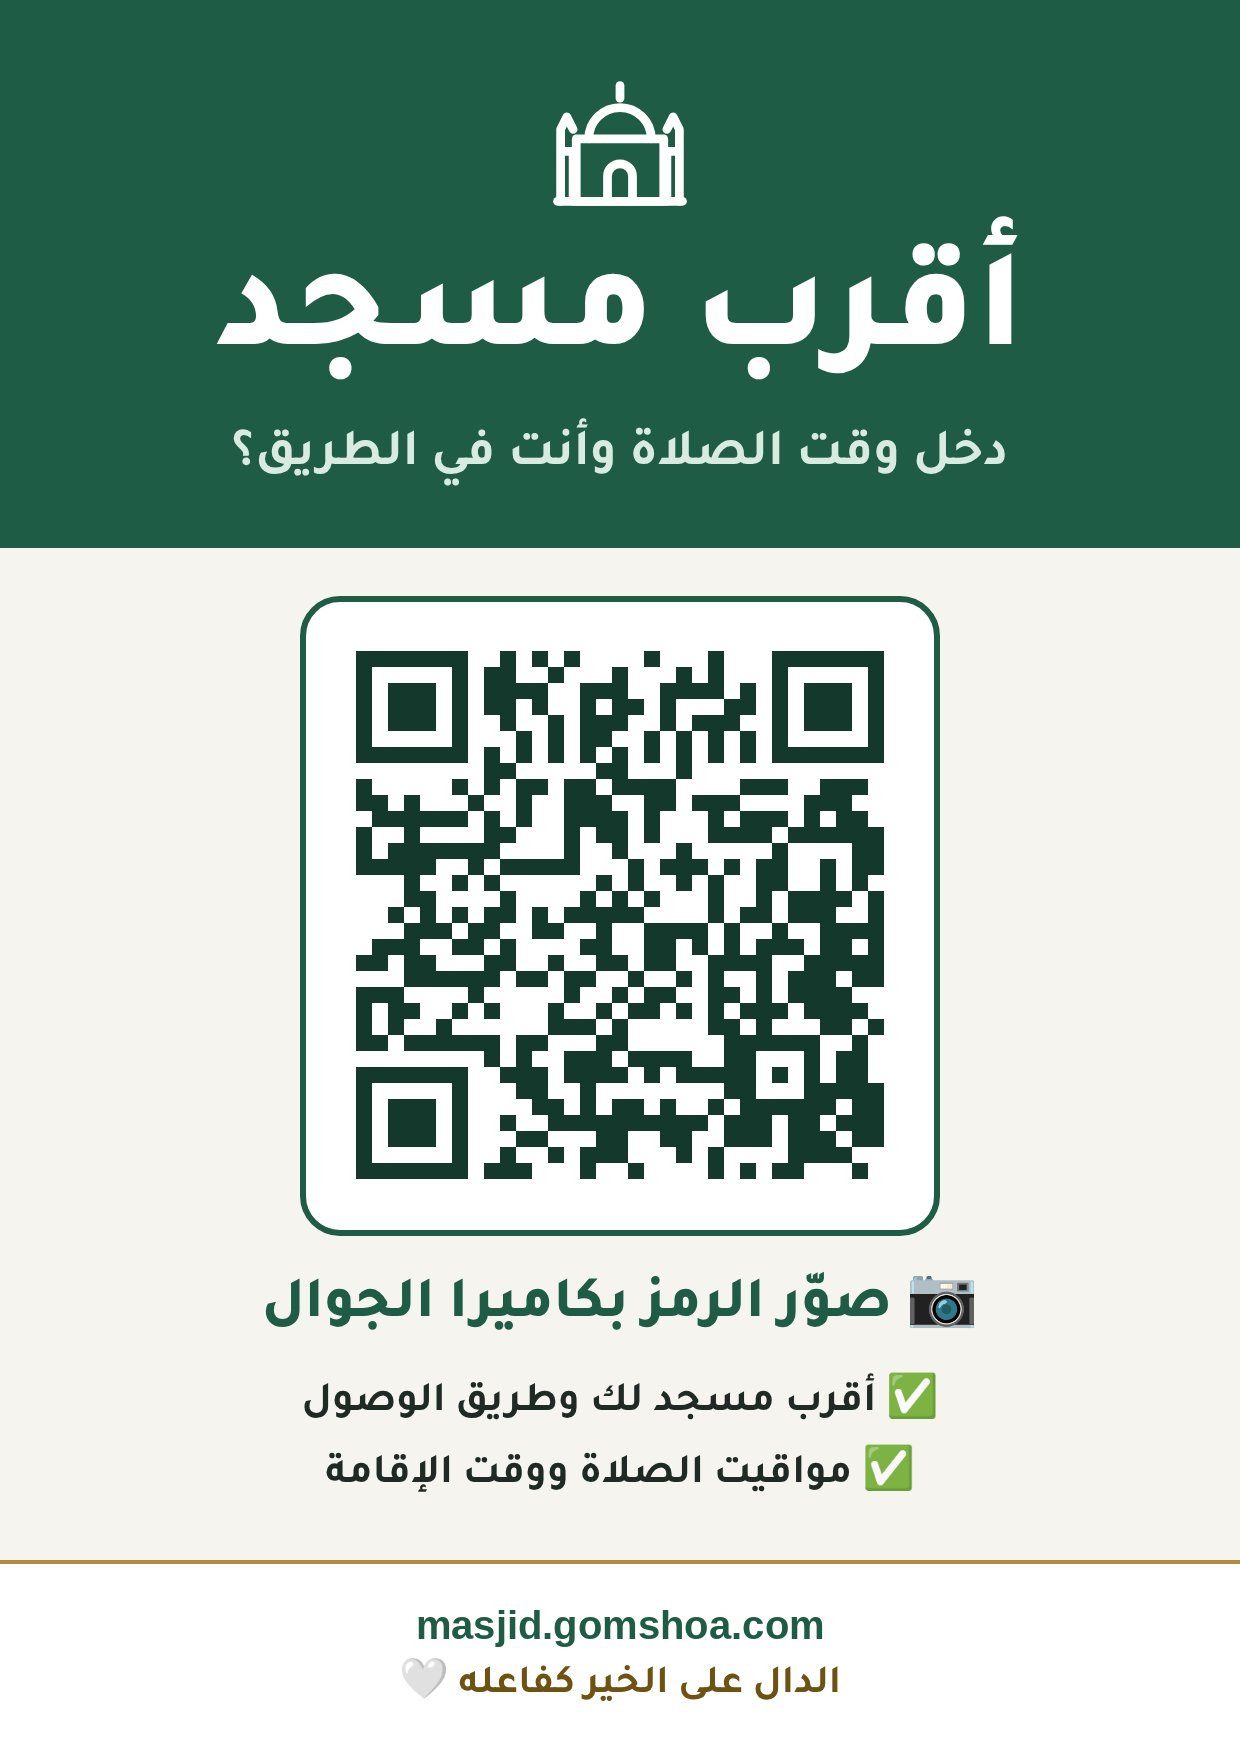 أقرب مسجد
دخل وقت الصلاة وأنت في الطريق؟
📷 صوّر الرمز بكاميرا الجوال
✅ أقرب مسجد لك وطريق الوصول
✅ مواقيت الصلاة ووقت الإقامة
masjid.gomshoa.com
الدال على الخير كفاعله 🤍